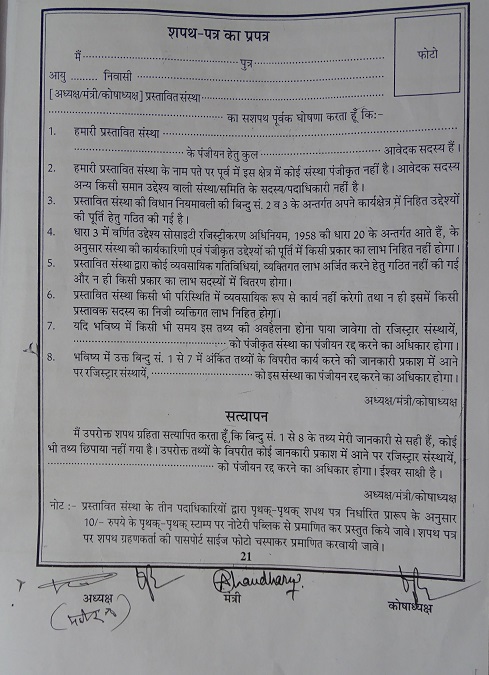 शपथ-पत्र का प्रपत्र
फोटो
मैं ........................................ पुत्र ........................................
आयु ......... निवासी ........................................
[अध्यक्ष/मंत्री/कोषाध्यक्ष] प्रस्तावित संस्था ........................................
........................................ का सशपथ पूर्वक घोषणा करता हूँ कि:-
1. हमारी प्रस्तावित संस्था ........................................
........................................ के पंजीयन हेतु कुल ........................................ आवेदक सदस्य हैं।
2. हमारी प्रस्तावित संस्था के नाम पते पर पूर्व में इस क्षेत्र में कोई संस्था पंजीकृत नहीं है। आवेदक सदस्य
अन्य किसी समान उद्देश्य वाली संस्था/समिति के सदस्य/पदाधिकारी नहीं है।
3. प्रस्तावित संस्था की विधान नियमावली की बिन्दु सं. 2 व 3 के अन्तर्गत अपने कार्यक्षेत्र में निहित उद्देश्यों
की पूर्ति हेतु गठित की गई है।
4. धारा 3 में वर्णित उद्देश्य सोसाइटी रजिस्ट्रीकरण अधिनियम, 1958 की धारा 20 के अन्तर्गत आते हैं, के
अनुसार संस्था की कार्यकारिणी एवं पंजीकृत उद्देश्यों की पूर्ति में किसी प्रकार का लाभ निहित नहीं होगा।
5. प्रस्तावित संस्था द्वारा कोई व्यवसायिक गतिविधियां, व्यक्तिगत लाभ अर्जित करने हेतु गठित नहीं की गई
और न ही किसी प्रकार का लाभ सदस्यों में वितरण होगा।
6. प्रस्तावित संस्था किसी भी परिस्थिति में व्यवसायिक रूप से कार्य नहीं करेगी तथा न ही इसमें किसी
प्रस्तावक सदस्य का निजी व्यक्तिगत लाभ निहित होगा।
7. यदि भविष्य में किसी भी समय इस तथ्य की अवहेलना होना पाया जावेगा तो रजिस्ट्रार संस्थायें,
........................................ को पंजीकृत संस्था का पंजीयन रद्द करने का अधिकार होगा।
8. भविष्य में उक्त बिन्दु सं. 1 से 7 में अंकित तथ्यों के विपरीत कार्य करने की जानकारी प्रकाश में आने
पर रजिस्ट्रार संस्थायें, .............................. को इस संस्था का पंजीयन रद्द करने का अधिकार होगा।
अध्यक्ष/मंत्री/कोषाध्यक्ष
सत्यापन
मैं उपरोक्त शपथ ग्रहिता सत्यापित करता हूँ कि बिन्दु सं. 1 से 8 के तथ्य मेरी जानकारी से सही हैं, कोई
भी तथ्य छिपाया नहीं गया है। उपरोक्त तथ्यों के विपरीत कोई जानकारी प्रकाश में आने पर रजिस्ट्रार संस्थायें,
........................................ को पंजीयन रद्द करने का अधिकार होगा। ईश्वर साक्षी है।
अध्यक्ष/मंत्री/कोषाध्यक्ष
नोट :- प्रस्तावित संस्था के तीन पदाधिकारियों द्वारा पृथक्-पृथक् शपथ पत्र निर्धारित प्रारूप के अनुसार
10/- रुपये के पृथक्-पृथक् स्टाम्प पर नोटेरी पब्लिक से प्रमाणित कर प्रस्तुत किये जावे। शपथ पत्र
पर शपथ ग्रहणकर्ता की पासपोर्ट साईज फोटो चस्पाकर प्रमाणित करवायी जावे।
21
Rhaudhary
अध्यक्ष मंत्री कोषाध्यक्ष